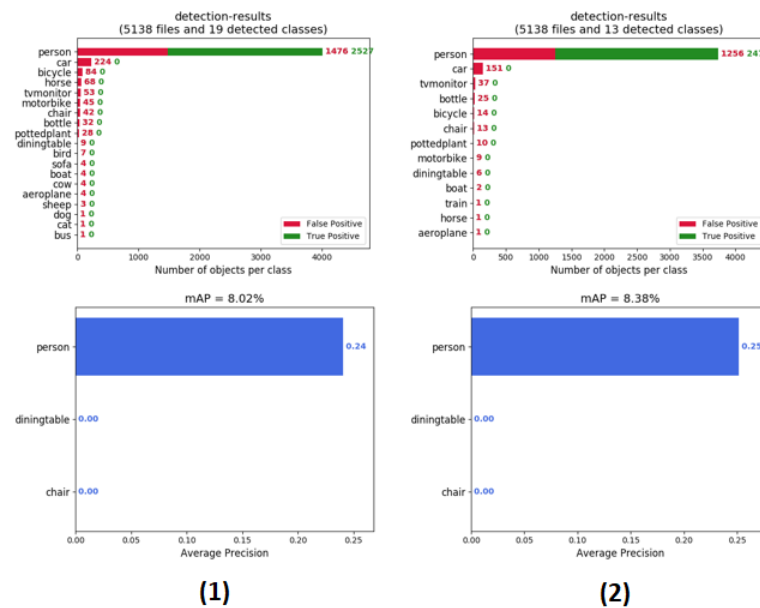 detection-results
(5138 files and 19 detected classes)
person 1476 2527
car 224 0
bicycle 84 0
horse 68 0
tvmonitor 53 0
motorbike 45 0
chair 42 0
bottle 32 0
pottedplant 28 0
diningtable 9 0
bird 7 0
sofa 4 0
boat 4 0
cow 4 0
aeroplane 4 0
sheep 3 0
dog 1 0
cat 1 0
bus 1 0
False Positive
True Positive
0 1000 2000 3000 4000
Number of objects per class
detection-results
(5138 files and 13 detected classes)
person 1256
car 151 0
tvmonitor 37 0
bottle 25 0
bicycle 14 0
chair 13 0
pottedplant 10 0
motorbike 9 0
diningtable 6 0
boat 2 0
train 1 0
horse 1 0
aeroplane 1 0
False Positive
True Positive
0 500 1000 1500 2000 2500 3000 3500 4000
Number of objects per class
mAP = 8.02%
person 0.24
diningtable 0.00
chair 0.00
0.00 0.05 0.10 0.15 0.20 0.25
Average Precision
(1)
mAP = 8.38%
person 0.25
diningtable 0.00
chair 0.00
0.00 0.05 0.10 0.15 0.20 0.25
Average Precision
(2)